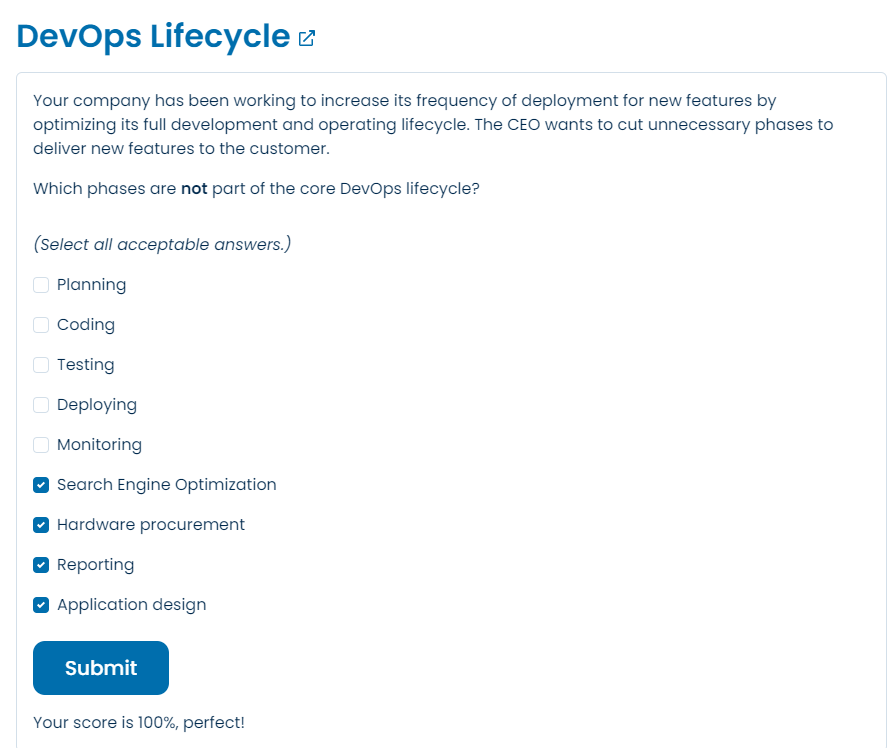 DevOps Lifecycle
Your company has been working to increase its frequency of deployment for new features by
optimizing its full development and operating lifecycle. The CEO wants to cut unnecessary phases to
deliver new features to the customer.
Which phases are not part of the core DevOps lifecycle?
(Select all acceptable answers.)
Planning
Coding
Testing
Deploying
Monitoring
Search Engine Optimization
Hardware procurement
Reporting
Application design
Submit
Your score is 100%, perfect!